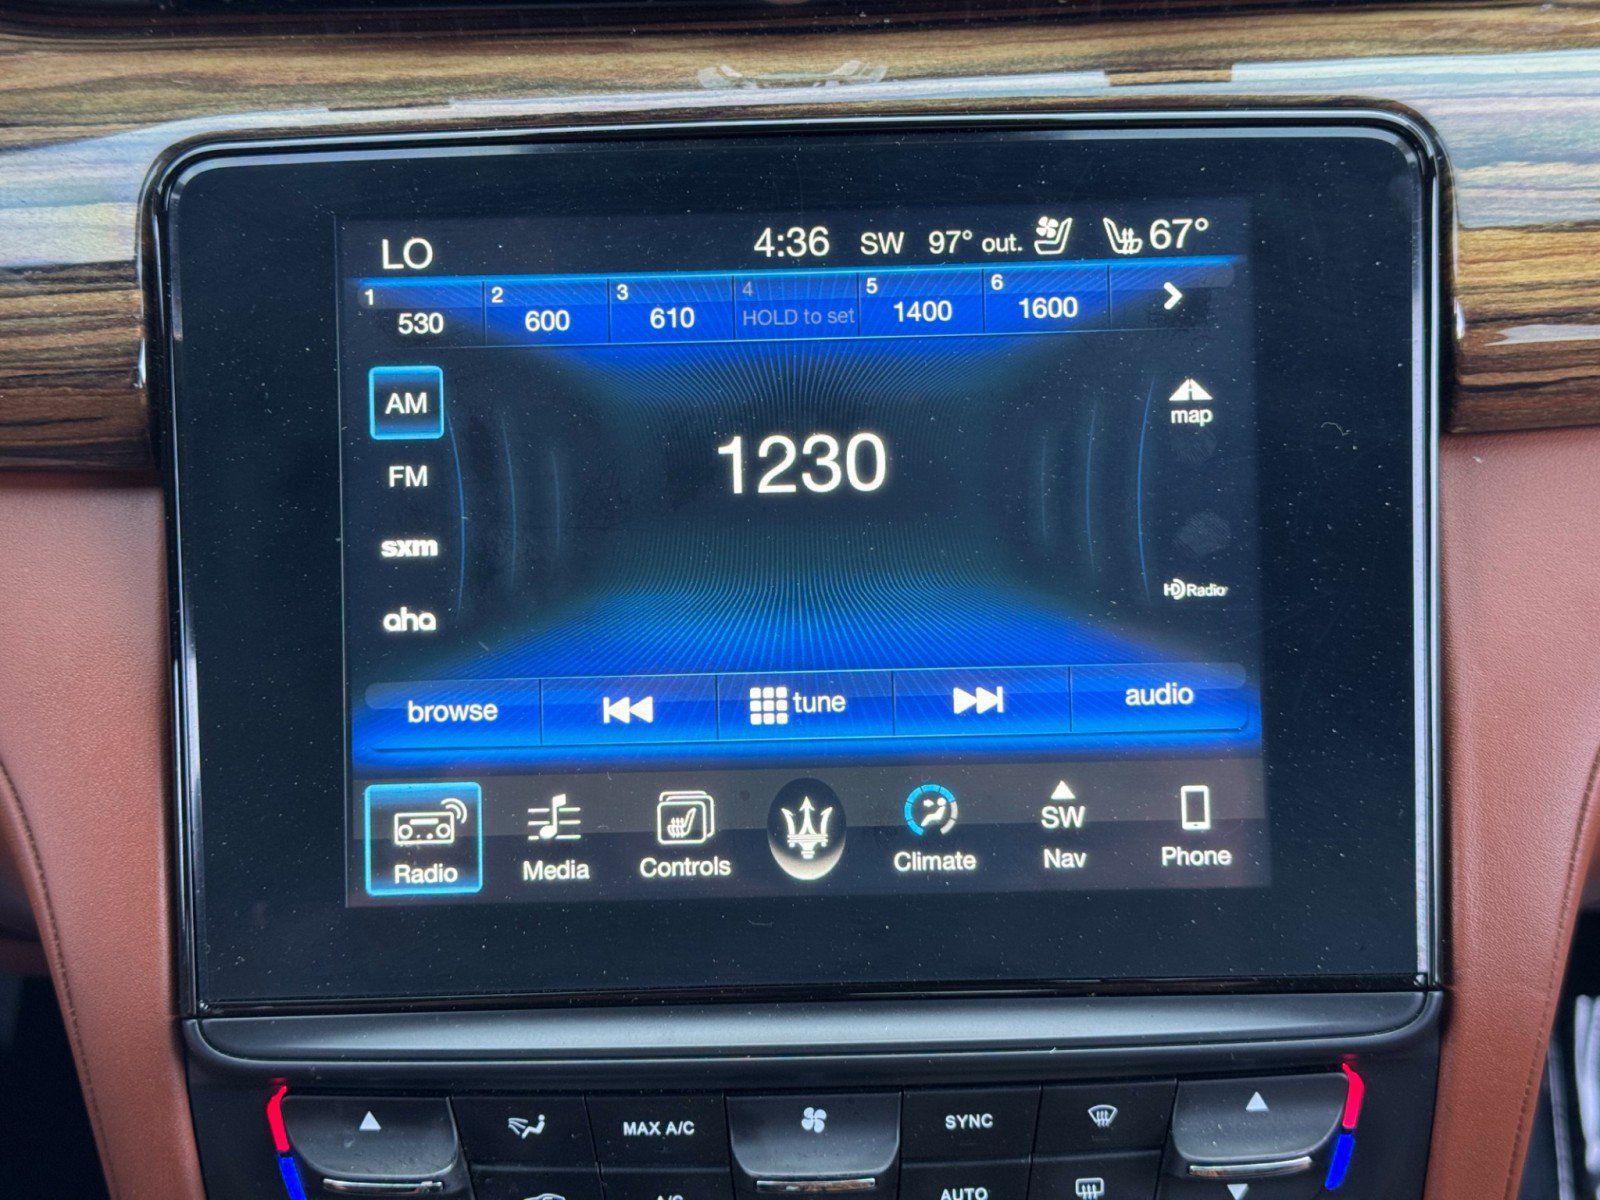 LO 4:36 SW 97° out. 67°
1 2 3 4 5 6
530 600 610 HOLD to set 1400 1600
AM
FM
sxm
aha
1230
map
HD Radio
browse tune audio
Radio Media Controls Climate SW Nav Phone
MAX A/C SYNC
A/C AUTO